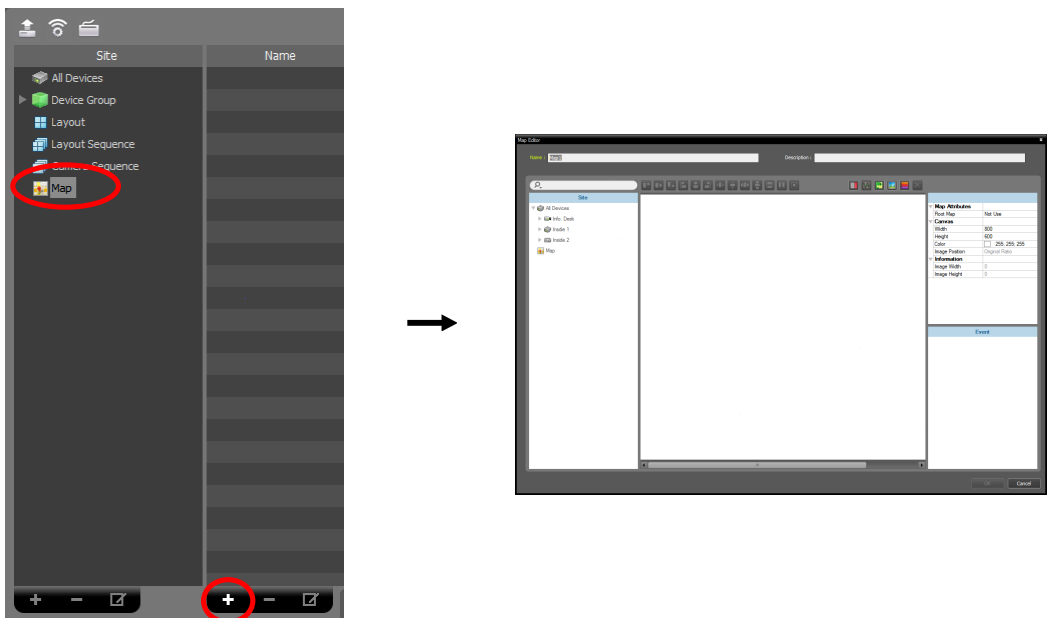 Site
Name
All Devices
Device Group
Layout
Layout Sequence
Camera Sequence
Map
Map Editor
Name :
Description :
Site
All Devices
Info. Desk
Insdie 1
Inside 2
Map
Map Attributes
Root Map Not Use
Canvas
Width 800
Height 600
Color 255; 255; 255
Image Position Original Ratio
Information
Image Width 0
Image Height 0
Event
OK
Cancel